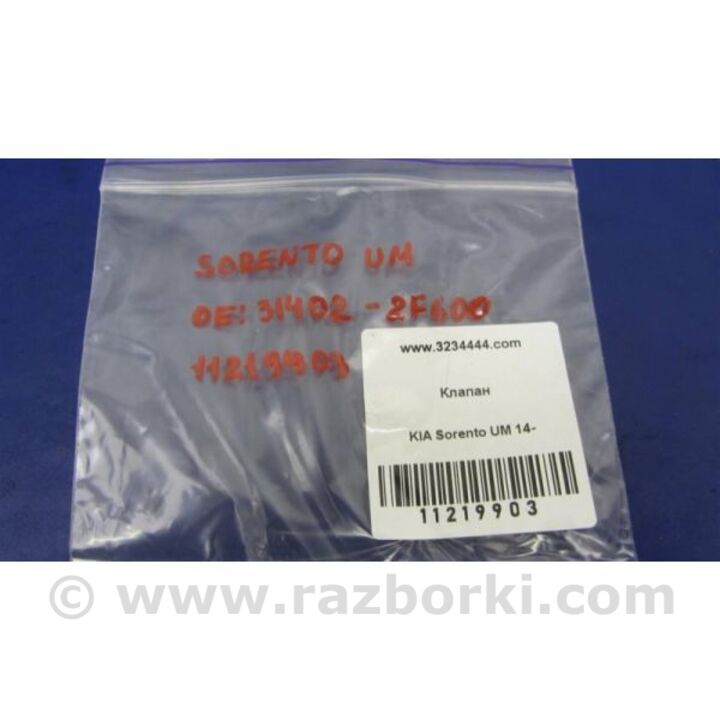 SORENTO UM
OE: 31402-2F600
11219903
www.3234444.com
Клапан
KIA Sorento UM 14-
11219903
© www.razborki.com